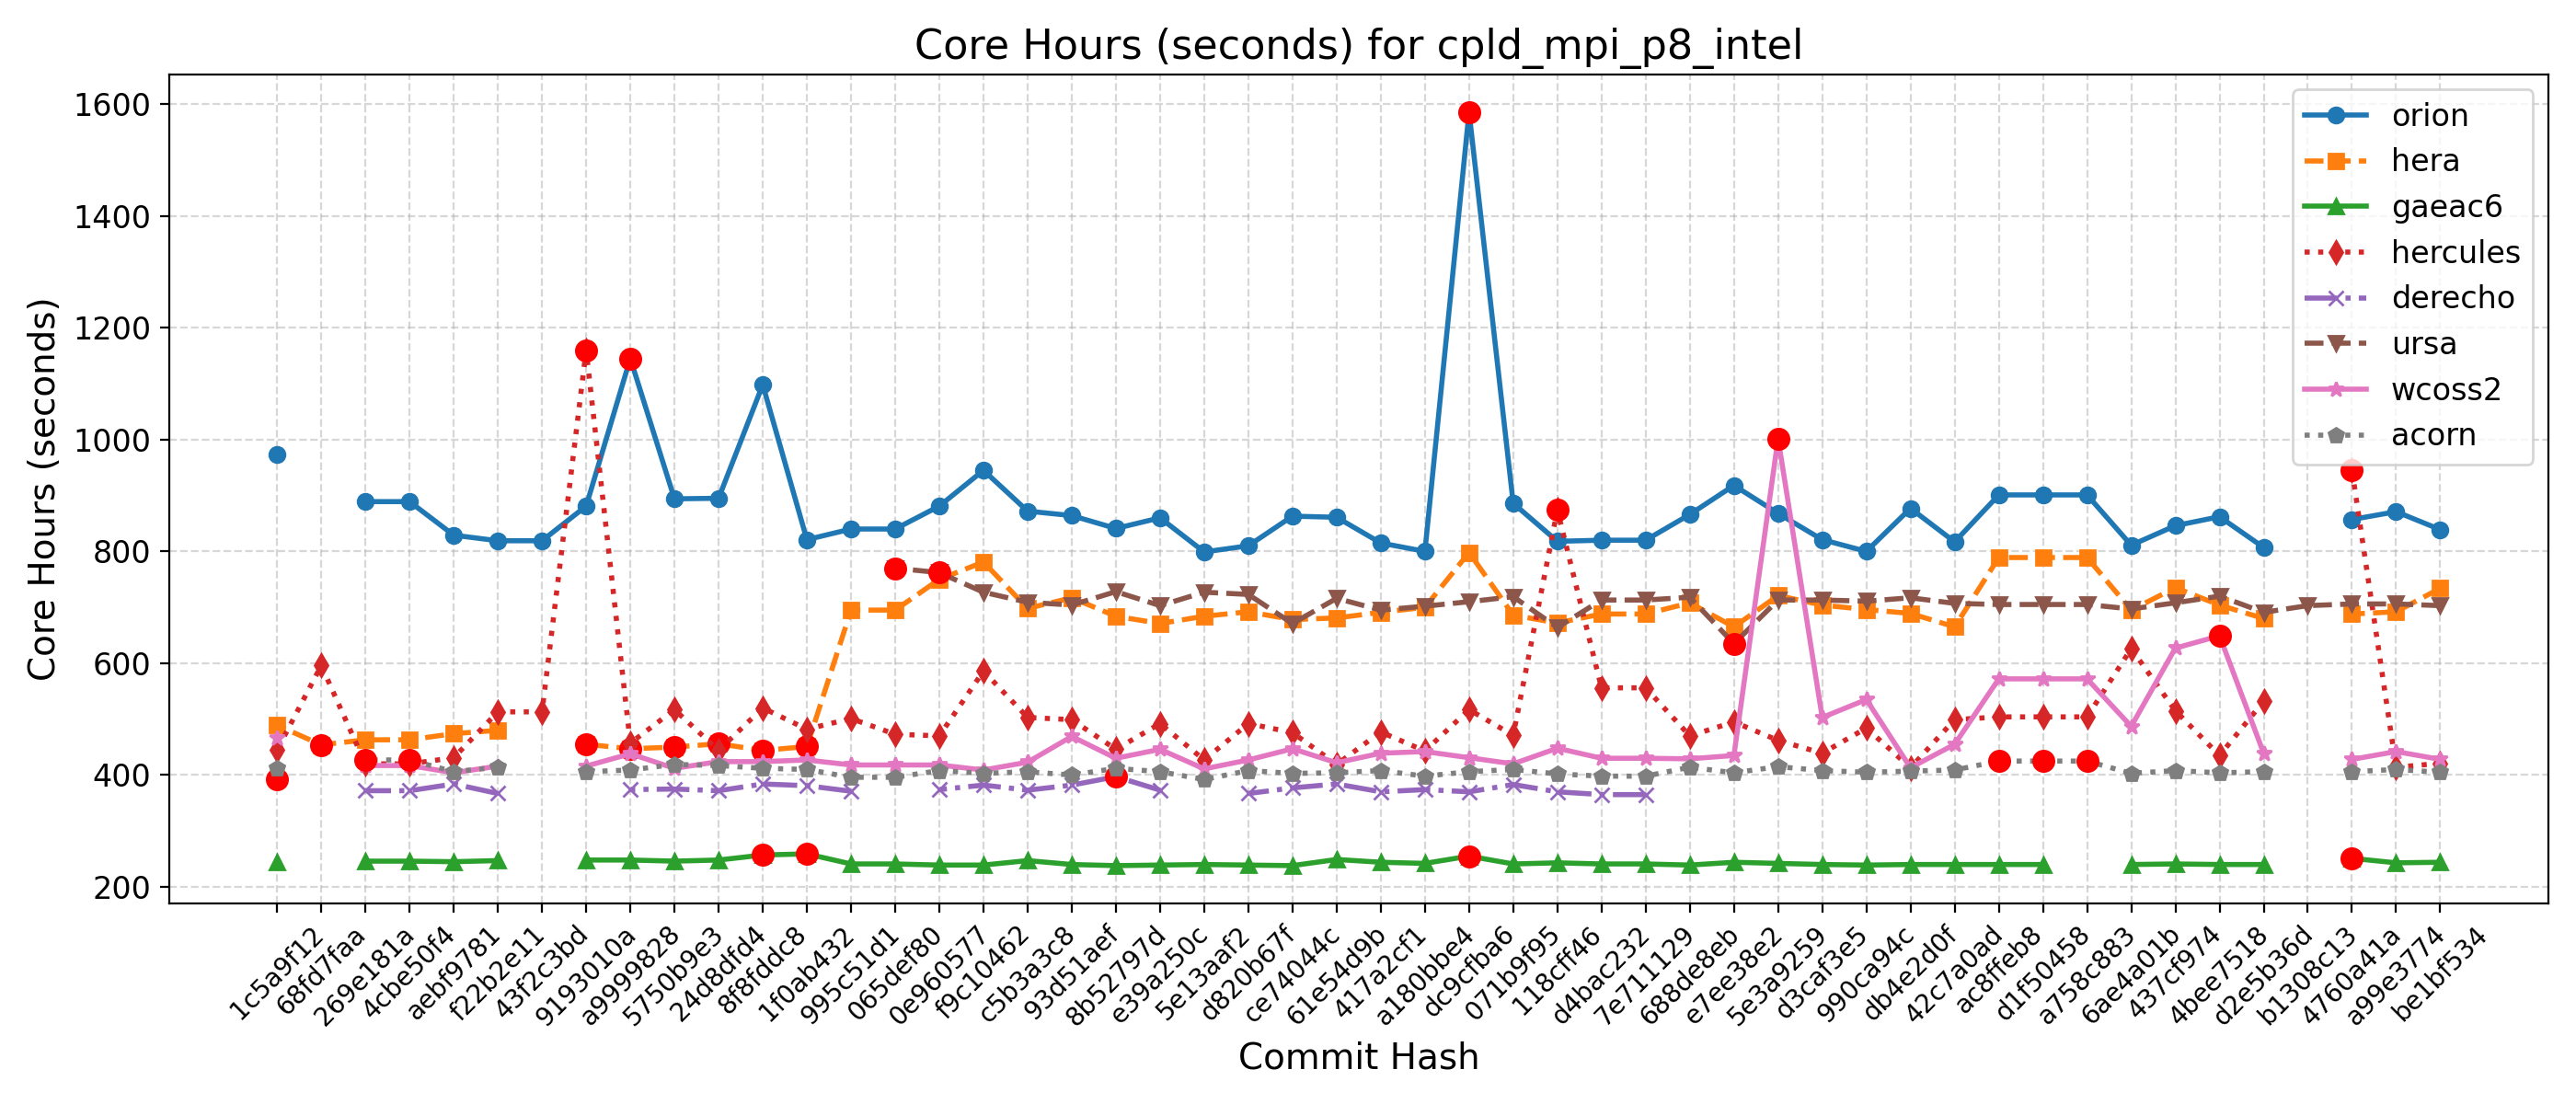 Core Hours (seconds) for cpld_mpi_p8_intel
Core Hours (seconds)
1600
1400
1200
1000
800
600
400
200
orion
hera
gaeac6
hercules
derecho
ursa
wcoss2
acorn
1c5a9f12
68fd7faa
269e181a
4cbe50f4
aebf9781
f22b2e11
43f2c3bd
9193010a
a9999828
5750b9e3
24d8dfd4
8f8fddc8
1f0ab432
995c51d1
065def80
0e960577
f9c10462
c5b3a3c8
93d51aef
8b52797d
e39a250c
5e13aaf2
d820b67f
ce74044c
61e54d9b
417a2cf1
a180bbe4
dc9cfba6
071b9f95
118cff46
d4bac232
7e711129
688de8eb
e7ee38e2
5e3a9259
d3caf3e5
990ca94c
db4e2d0f
42c7a0ad
ac8ffeb8
d1f50458
a758c883
6ae4a01b
437cf974
4bee7518
d2e5b36d
b1308c13
4760a41a
a99e3774
be1bf534
Commit Hash